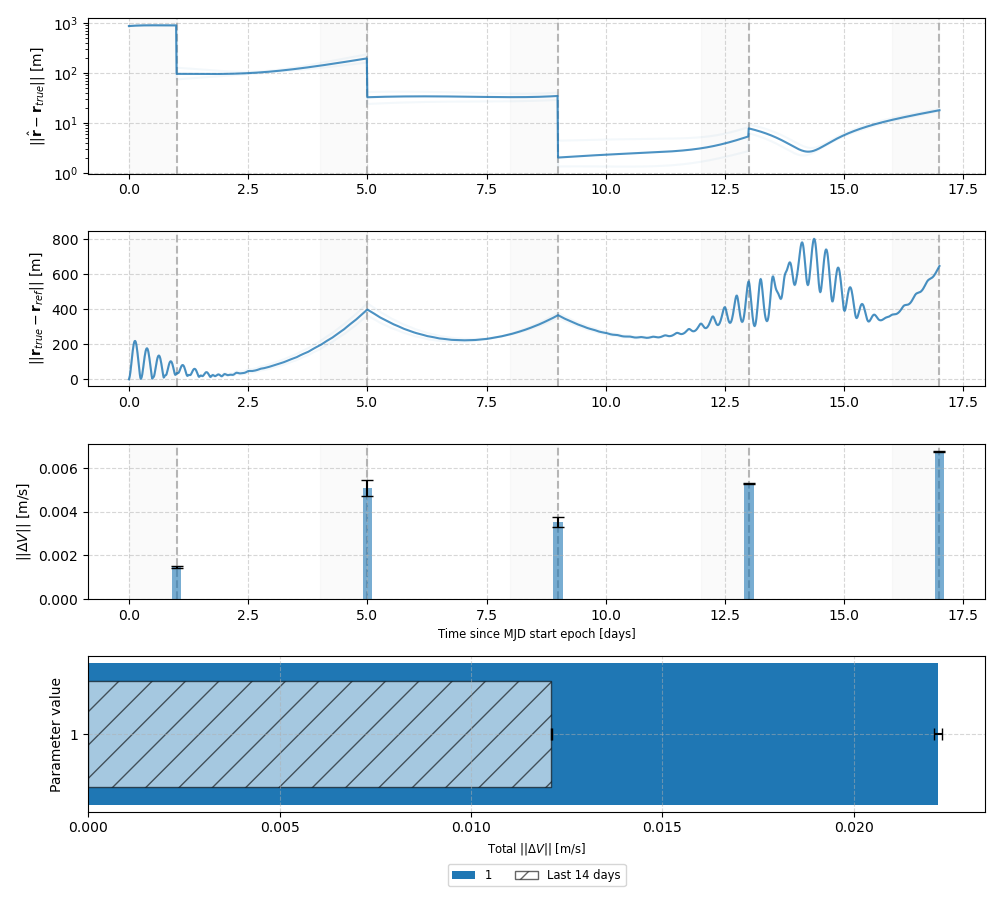 ||r̂ − r_true|| [m]
10³
10²
10¹
10⁰
0.0 2.5 5.0 7.5 10.0 12.5 15.0 17.5
||r_true − r_ref|| [m]
800
600
400
200
0
0.0 2.5 5.0 7.5 10.0 12.5 15.0 17.5
||ΔV|| [m/s]
0.006
0.004
0.002
0.000
0.0 2.5 5.0 7.5 10.0 12.5 15.0 17.5
Time since MJD start epoch [days]
Parameter value
1
0.000 0.005 0.010 0.015 0.020
Total ||ΔV|| [m/s]
1 Last 14 days